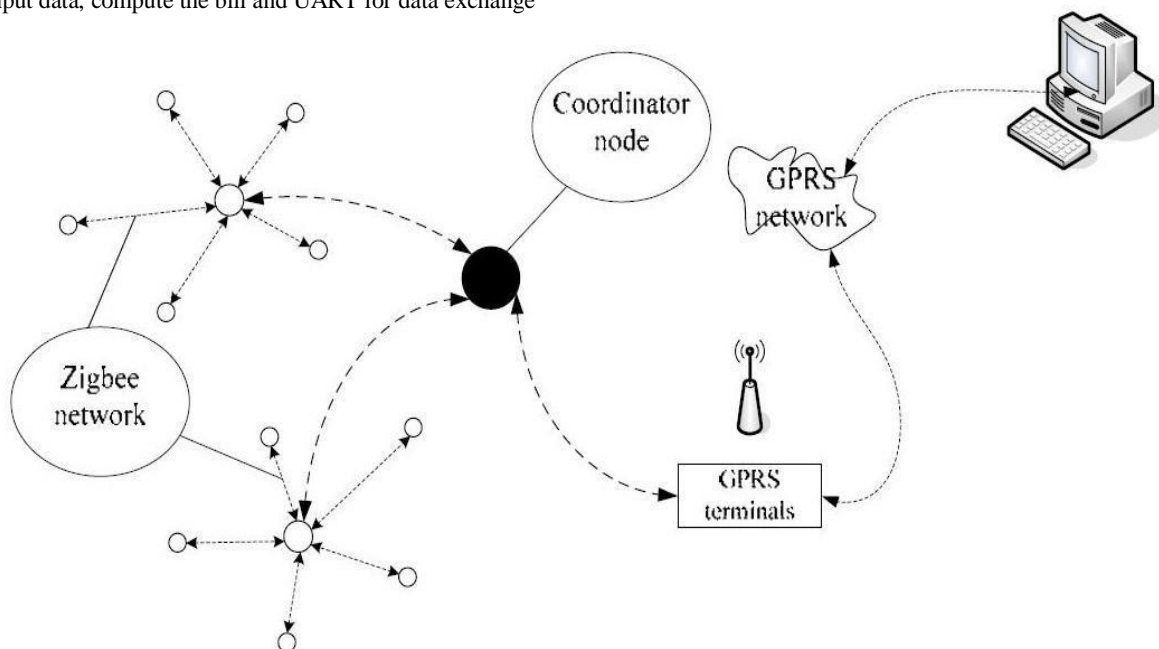 put data, compute the bill and UART for data exchange
Coordinator
node
GPRS
network
Zigbee
network
GPRS
terminals